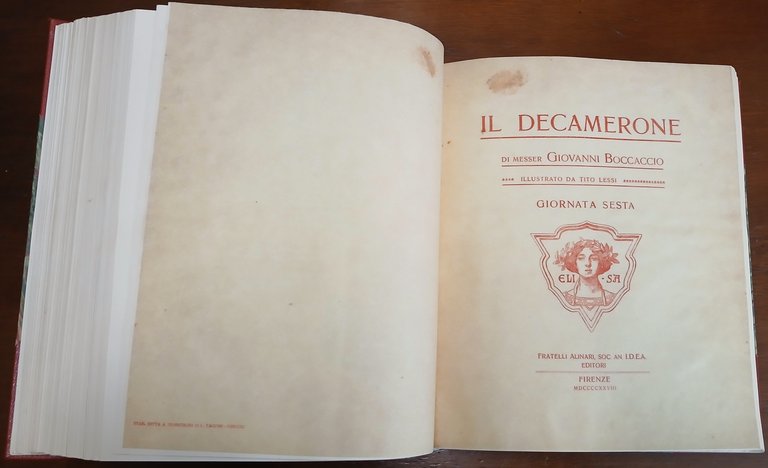 IL DECAMERONE
DI MESSER GIOVANNI BOCCACCIO
ILLUSTRATO DA TITO LESSI
GIORNATA SESTA
ELI - SA
FRATELLI ALINARI, SOC. AN. I.D.E.A.
EDITORI
FIRENZE
MDCCCCXXVIII